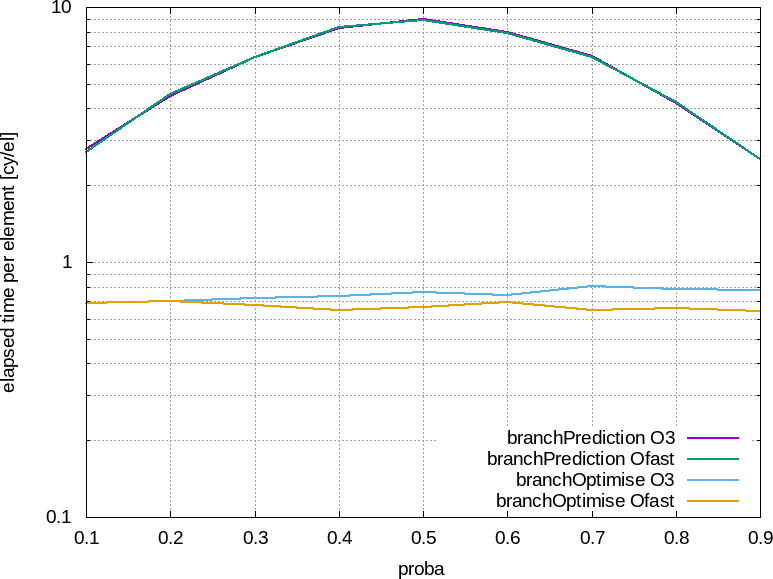 10
1
0.1
elapsed time per element [cy/el]
branchPrediction O3
branchPrediction Ofast
branchOptimise O3
branchOptimise Ofast
0.1 0.2 0.3 0.4 0.5 0.6 0.7 0.8 0.9
proba